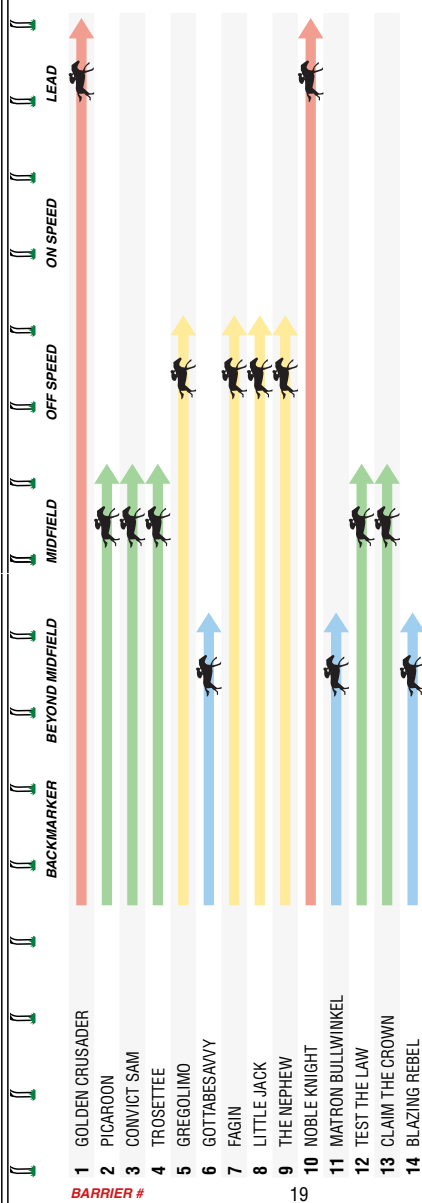 BACKMARKER BEYOND MIDFIELD MIDFIELD OFF SPEED ON SPEED LEAD
1 GOLDEN CRUSADER
2 PICAROON
3 CONVICT SAM
4 TROSETTEE
5 GREGOLIMO
6 GOTTABESAVVY
7 FAGIN
8 LITTLE JACK
9 THE NEPHEW
10 NOBLE KNIGHT
11 MATRON BULLWINKEL
12 TEST THE LAW
13 CLAIM THE CROWN
14 BLAZING REBEL
BARRIER #
19